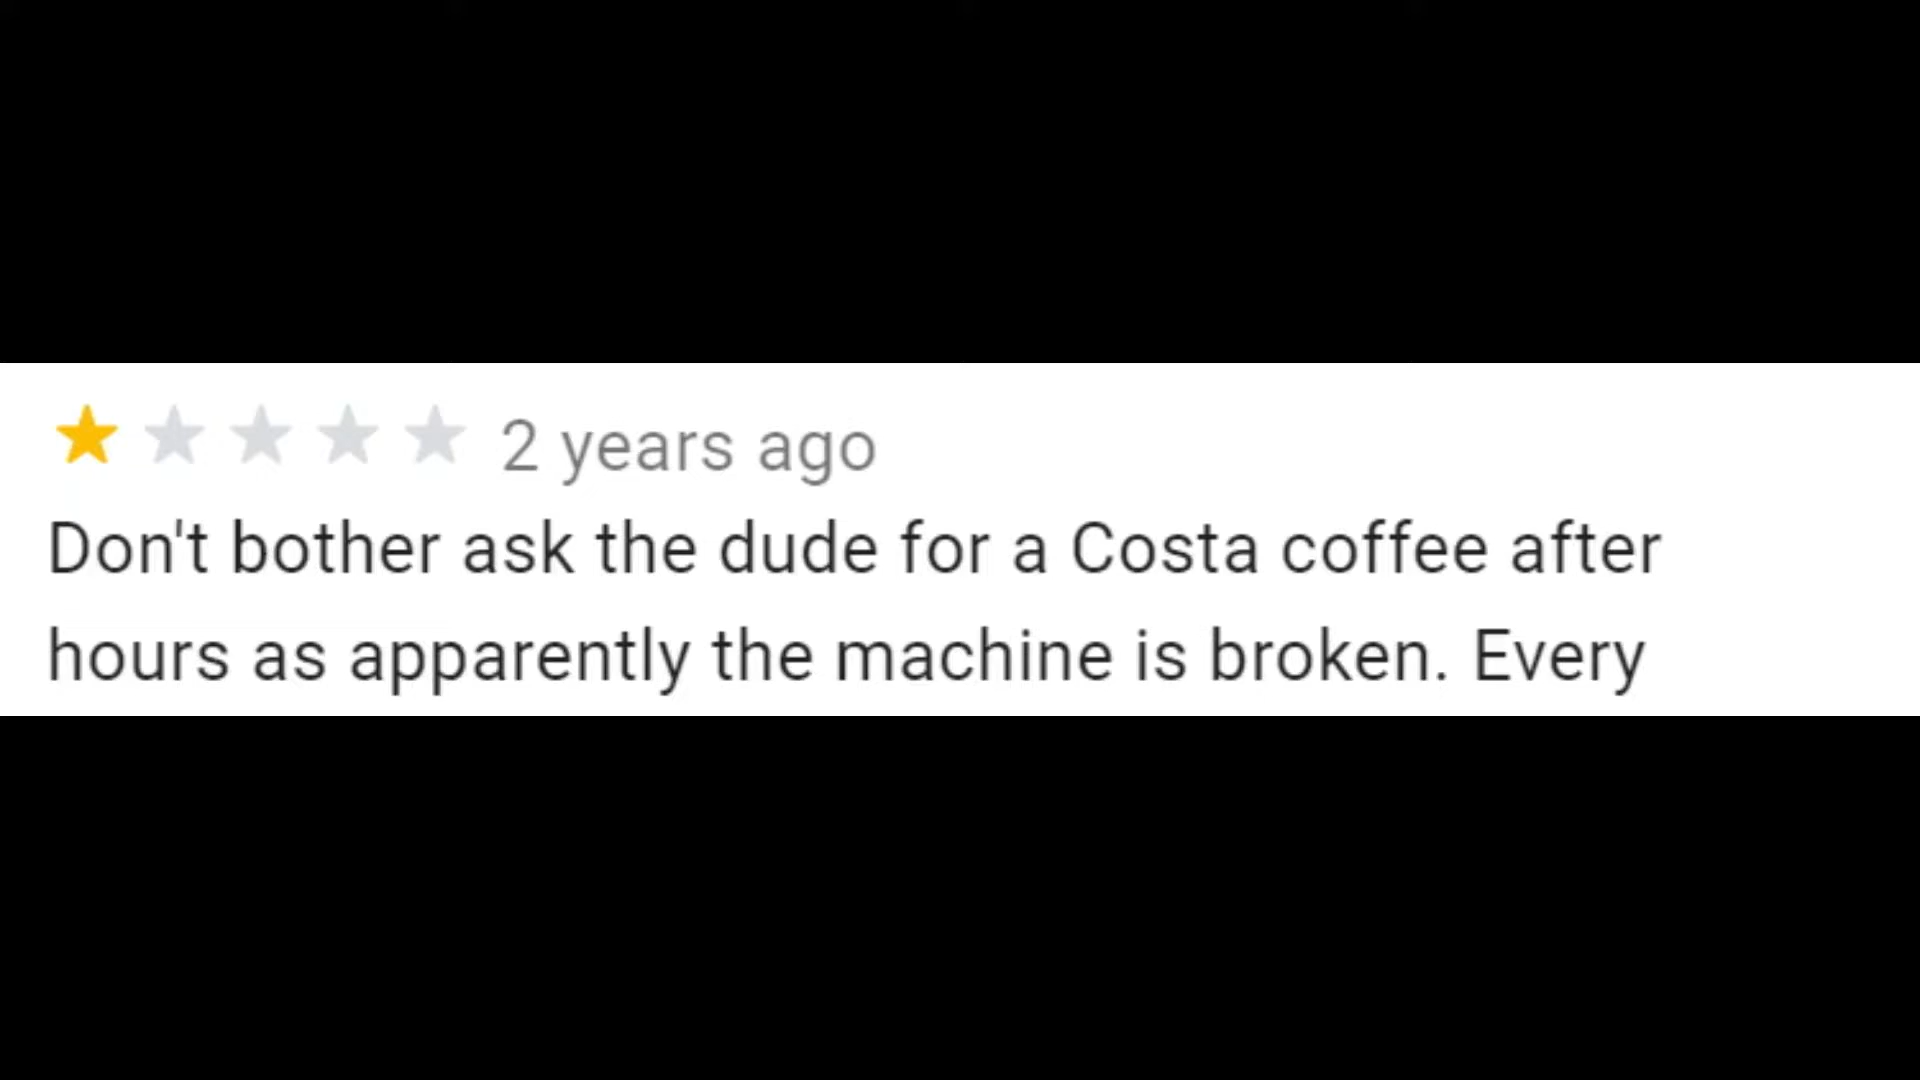 2 years ago
Don't bother ask the dude for a Costa coffee after
hours as apparently the machine is broken. Every